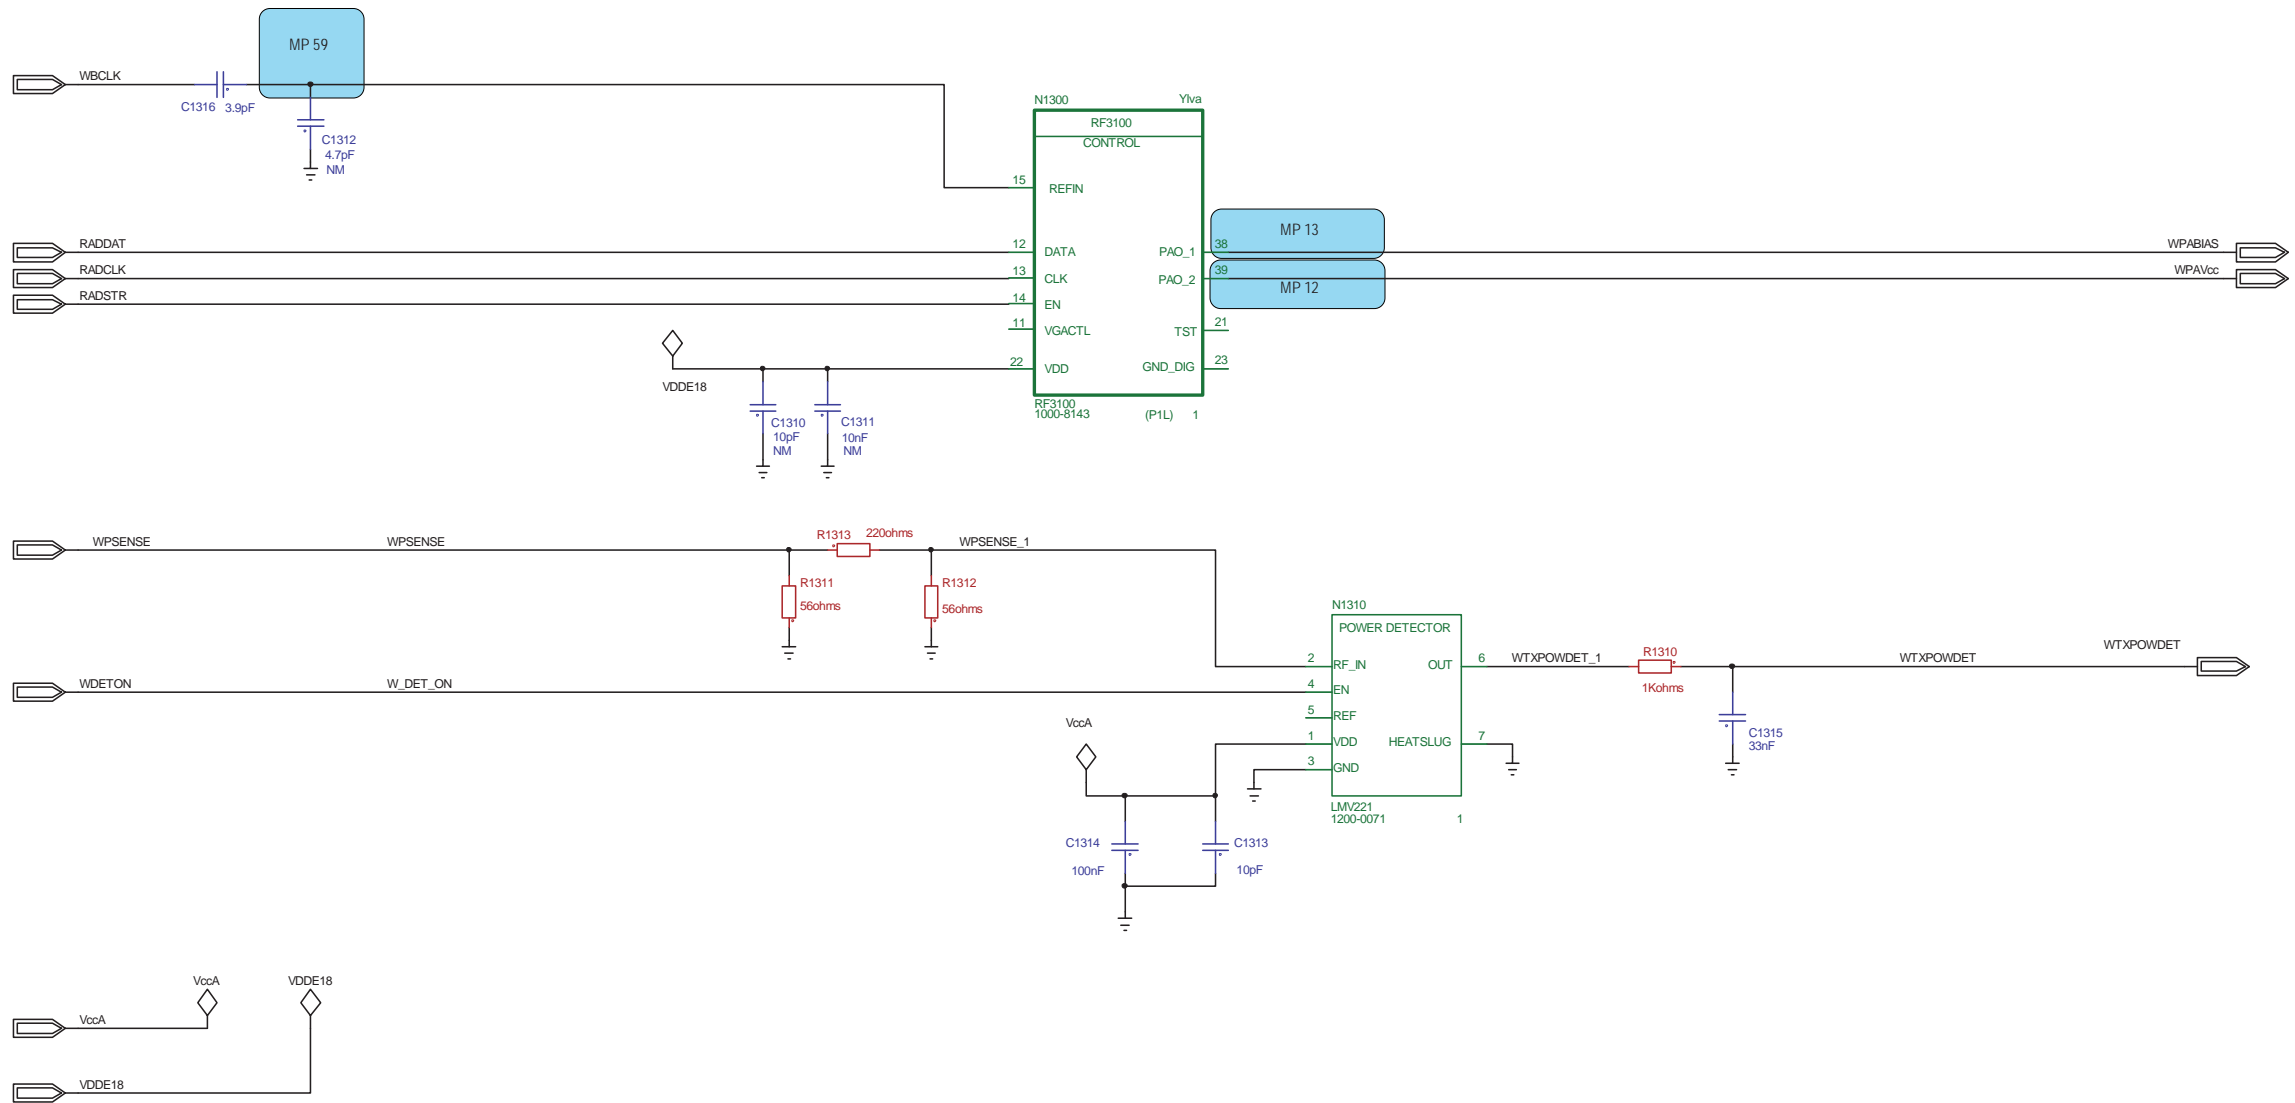 MP 59
WBCLK
C1316 3.9pF
C1312
4.7pF
NM
N1300 Ylva
RF3100
CONTROL
15 REFIN
MP 13
RADDAT 12 DATA PAO_1 38 WPABIAS
RADCLK 13 CLK PAO_2 39 WPAVcc
MP 12
RADSTR 14 EN
11 VGACTL TST 21
22 VDD GND_DIG 23
VDDE18
RF3100
1000-8143 (P1L) 1
C1310
10pF
NM
C1311
10nF
NM
WPSENSE WPSENSE R1313 220ohms WPSENSE_1
R1311
56ohms
R1312
56ohms
N1310
POWER DETECTOR
2 RF_IN OUT 6 WTXPOWDET_1 R1310 WTXPOWDET WTXPOWDET
1Kohms
WDETON W_DET_ON 4 EN
5 REF
VccA
1 VDD HEATSLUG 7
3 GND
C1315
33nF
LMV221
1200-0071 1
C1314
100nF
C1313
10pF
VccA VDDE18
VccA
VDDE18